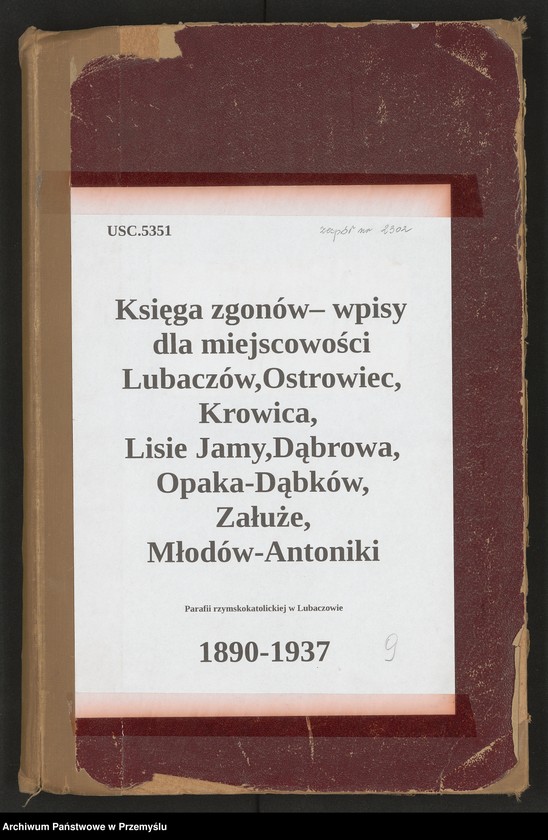 USC.5351 zespół nr 2302
Księga zgonów– wpisy
dla miejscowości
Lubaczów,Ostrowiec,
Krowica,
Lisie Jamy,Dąbrowa,
Opaka-Dąbków,
Załuże,
Młodów-Antoniki
Parafii rzymskokatolickiej w Lubaczowie
1890-1937 9
Archiwum Państwowe w Przemyślu